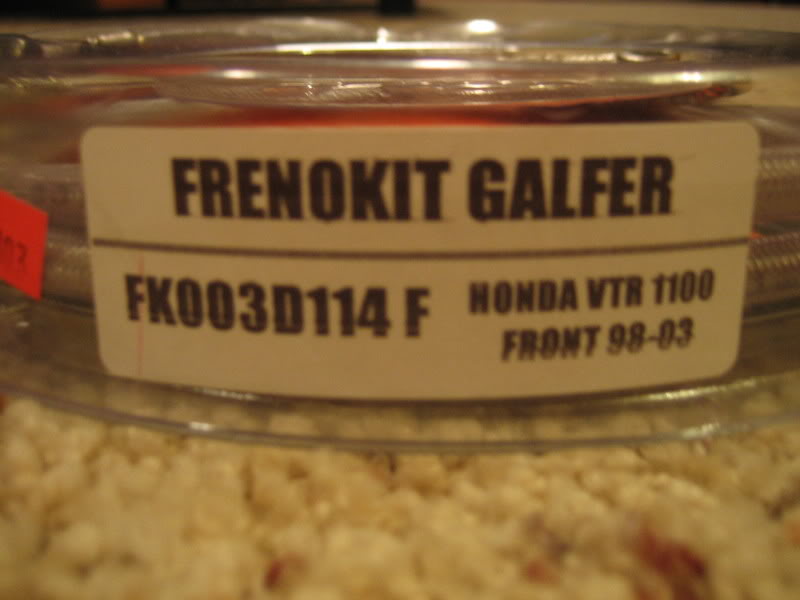 FRENOKIT GALFER
FK003D114 F
HONDA VTR 1100
FRONT 98-03